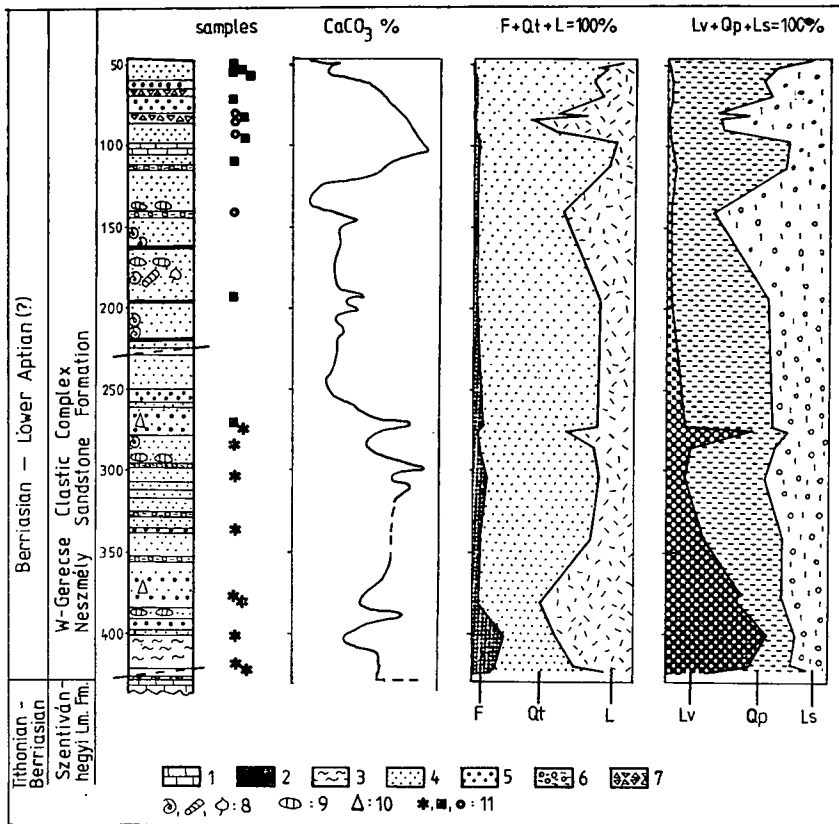 samples CaCO₃ % F+Qt+L=100% Lv+Qp+Ls=100%
50
100
150
200
250
300
350
400
Berriasian – Lower Aptian (?)
W-Gerecse Clastic Complex
Neszmély Sandstone Formation
Tithonian-
Berriasian
Szentiván-
hegyi Lm. Fm.
F Qt L Lv Qp Ls
1 2 3 4 5 6 7
, , :8 :9 :10 *,■,o :11